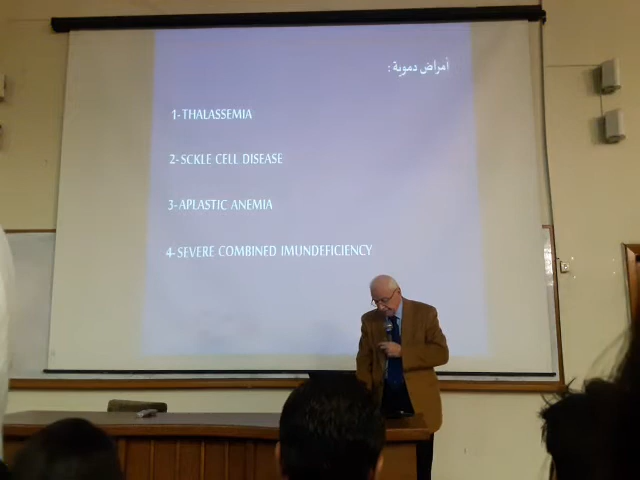 أمراض دموية :
1-THALASSEMIA
2-SCKLE CELL DISEASE
3-APLASTIC ANEMIA
4-SEVERE COMBINED IMUNDEFICIENCY